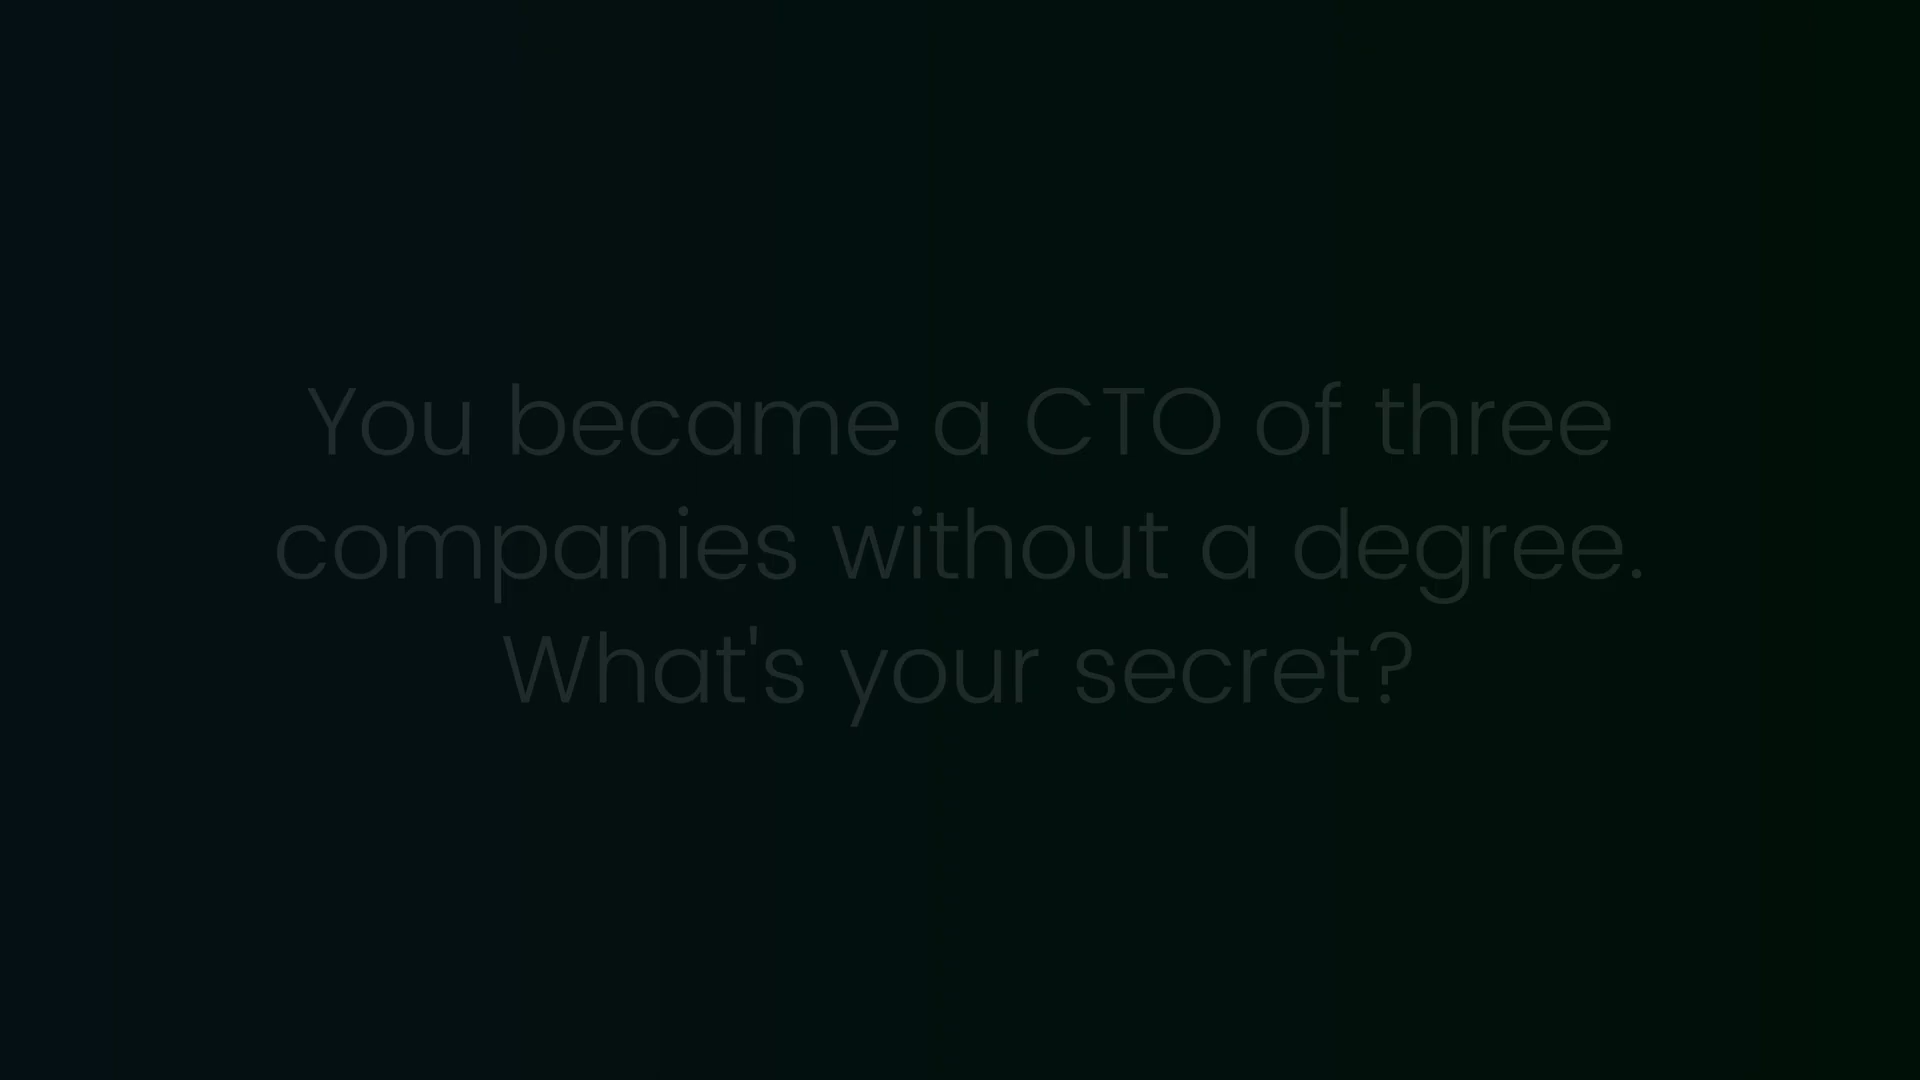 You became a CTO of three
companies without a degree.
What's your secret?